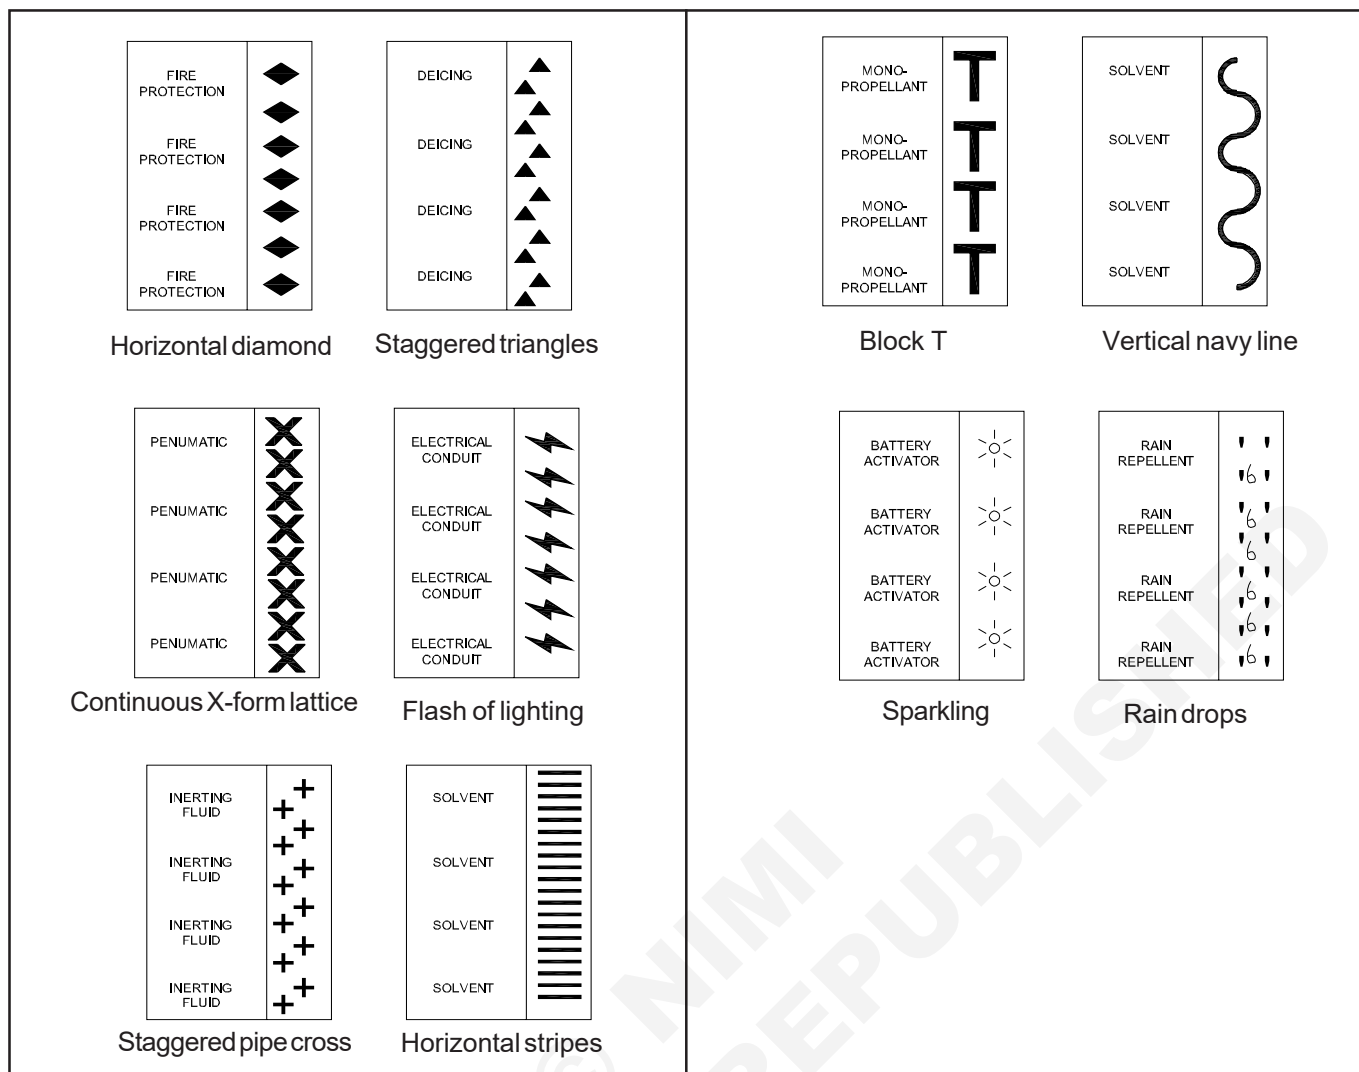 FIRE
PROTECTION
FIRE
PROTECTION
FIRE
PROTECTION
FIRE
PROTECTION
Horizontal diamond
DEICING
DEICING
DEICING
DEICING
Staggered triangles
PENUMATIC
PENUMATIC
PENUMATIC
PENUMATIC
Continuous X-form lattice
ELECTRICAL
CONDUIT
ELECTRICAL
CONDUIT
ELECTRICAL
CONDUIT
ELECTRICAL
CONDUIT
Flash of lighting
INERTING
FLUID
INERTING
FLUID
INERTING
FLUID
INERTING
FLUID
Staggered pipe cross
SOLVENT
SOLVENT
SOLVENT
SOLVENT
Horizontal stripes
MONO-
PROPELLANT
MONO-
PROPELLANT
MONO-
PROPELLANT
MONO-
PROPELLANT
T
T
T
T
Block T
SOLVENT
SOLVENT
SOLVENT
SOLVENT
Vertical navy line
BATTERY
ACTIVATOR
BATTERY
ACTIVATOR
BATTERY
ACTIVATOR
BATTERY
ACTIVATOR
Sparkling
RAIN
REPELLENT
RAIN
REPELLENT
RAIN
REPELLENT
RAIN
REPELLENT
Rain drops
© NIMI
REPUBLISHED